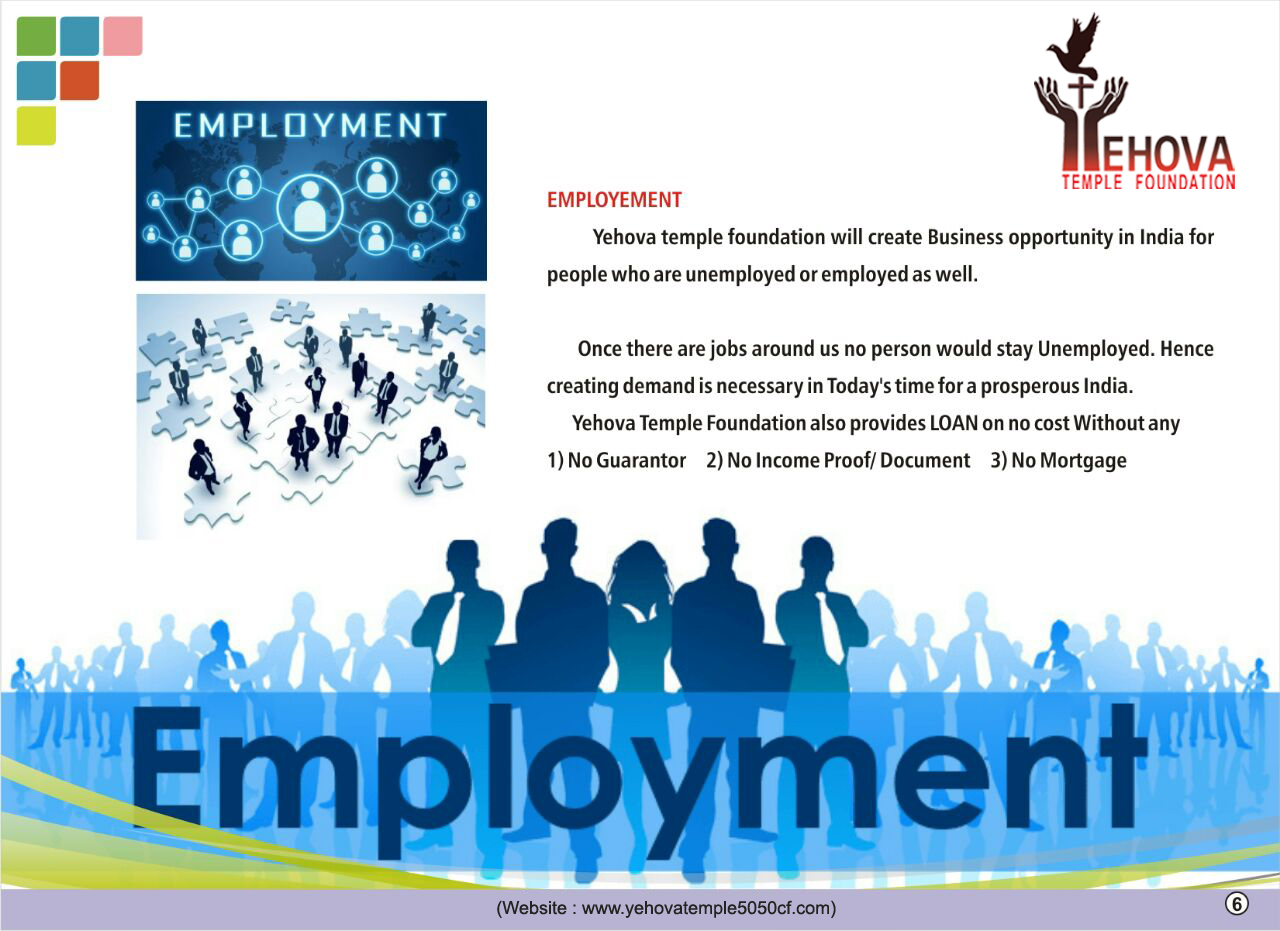 EMPLOYMENT
YEHOVA
TEMPLE FOUNDATION
EMPLOYEMENT
Yehova temple foundation will create Business opportunity in India for
people who are unemployed or employed as well.
Once there are jobs around us no person would stay Unemployed. Hence
creating demand is necessary in Today's time for a prosperous India.
Yehova Temple Foundation also provides LOAN on no cost Without any
1) No Guarantor 2) No Income Proof/ Document 3) No Mortgage
Employment
(Website : www.yehovatemple5050cf.com)
6